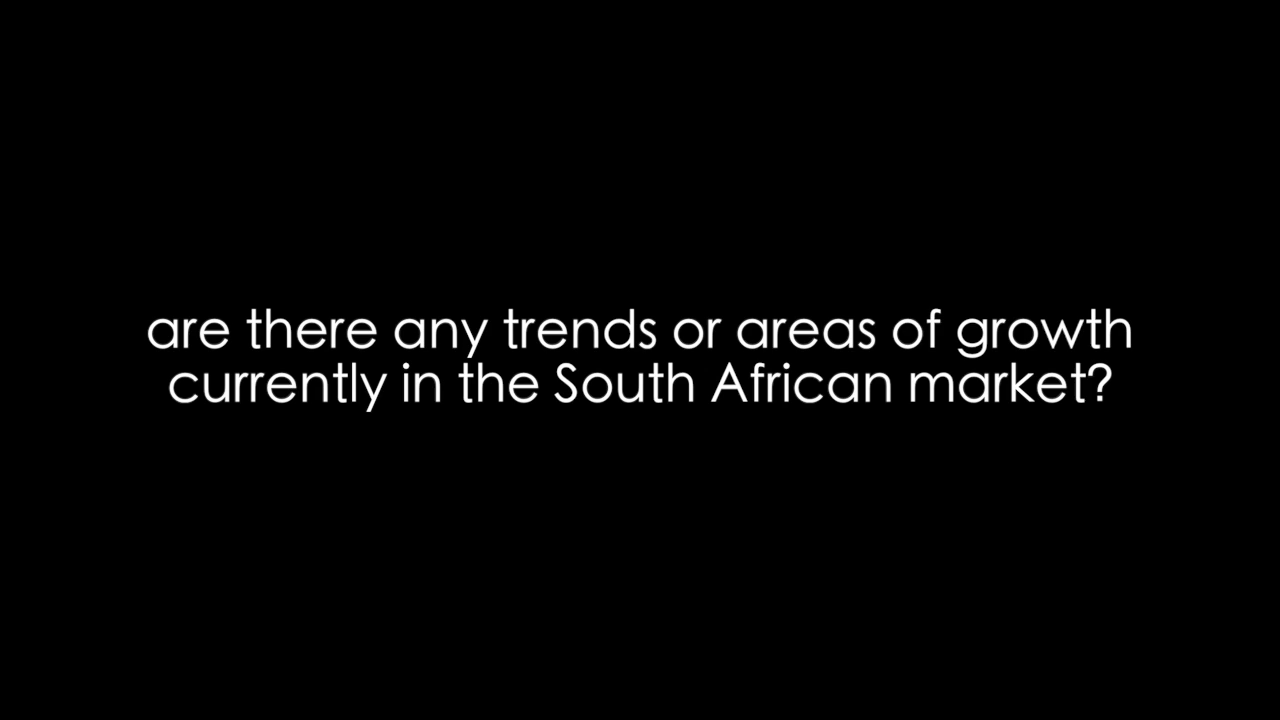 are there any trends or areas of growth
currently in the South African market?